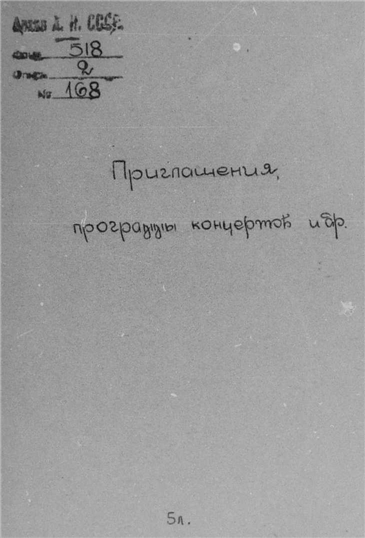 Архив А. Н. СССР
Фонд 518
Опись 2
№ 168
Приглашения,
программы концертов и др.
5л.